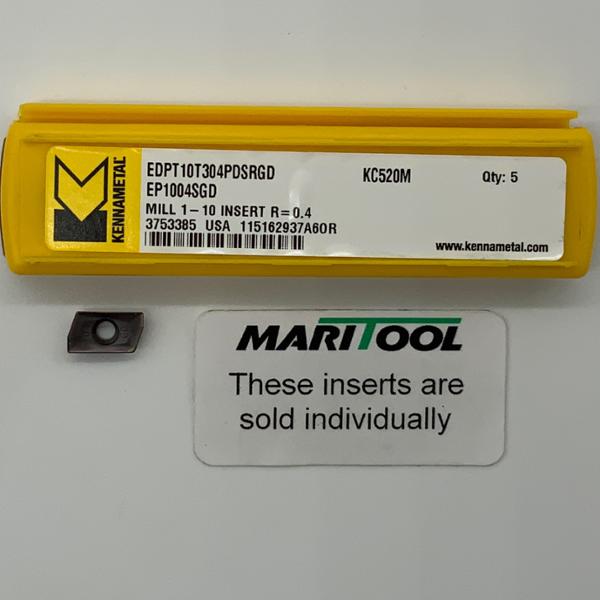 KENNAMETAL
EDPT10T304PDSRGD KC520M Qty: 5
EP1004SGD
MILL 1-10 INSERT R=0.4
3753385 USA 115162937A60R
www.kennametal.com
MARITOOL
These inserts are
sold individually